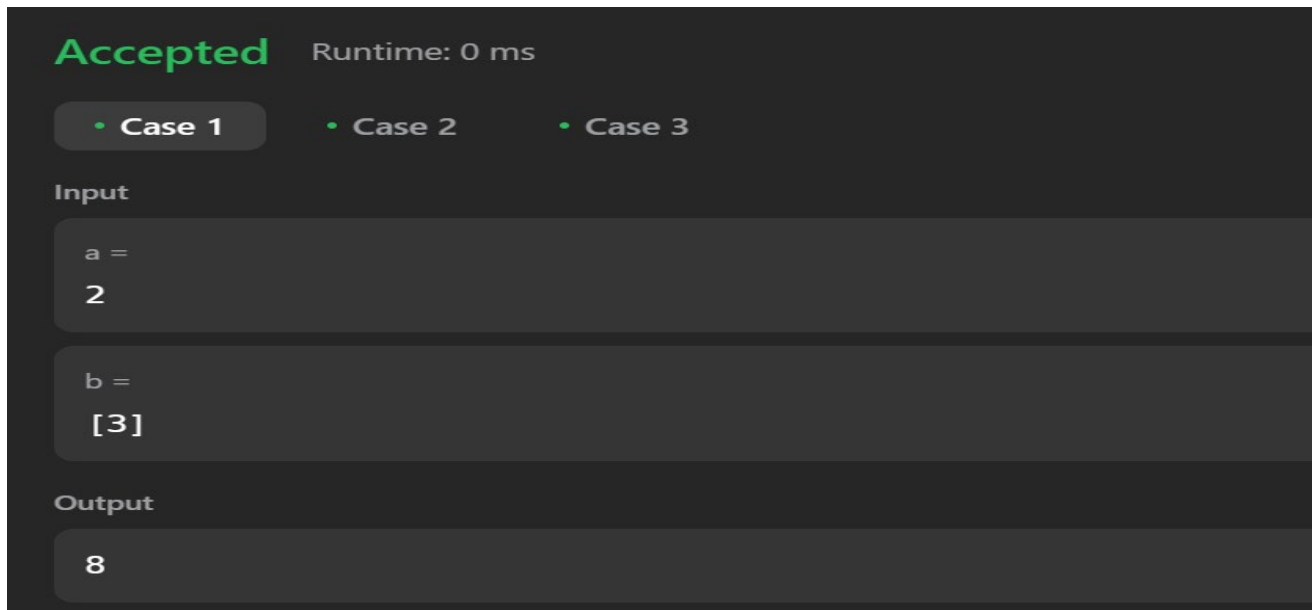 Accepted Runtime: 0 ms
• Case 1 • Case 2 • Case 3
Input
a =
2
b =
[3]
Output
8